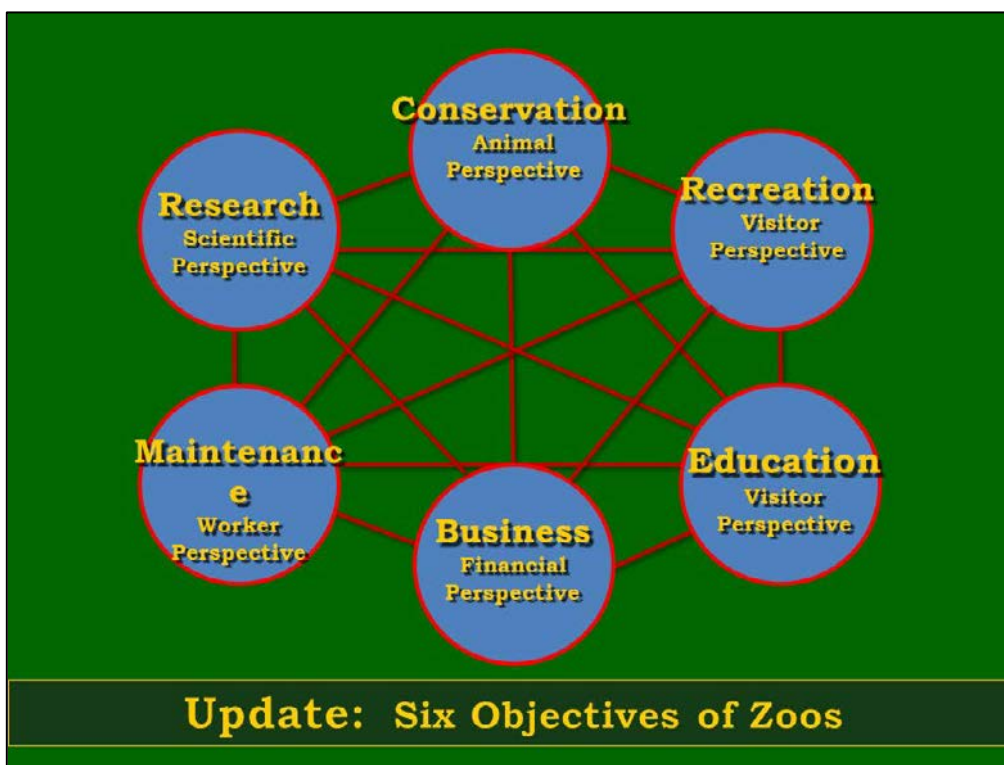 Conservation
Animal
Perspective
Research
Scientific
Perspective
Recreation
Visitor
Perspective
Maintenanc
e
Worker
Perspective
Business
Financial
Perspective
Education
Visitor
Perspective
Update: Six Objectives of Zoos